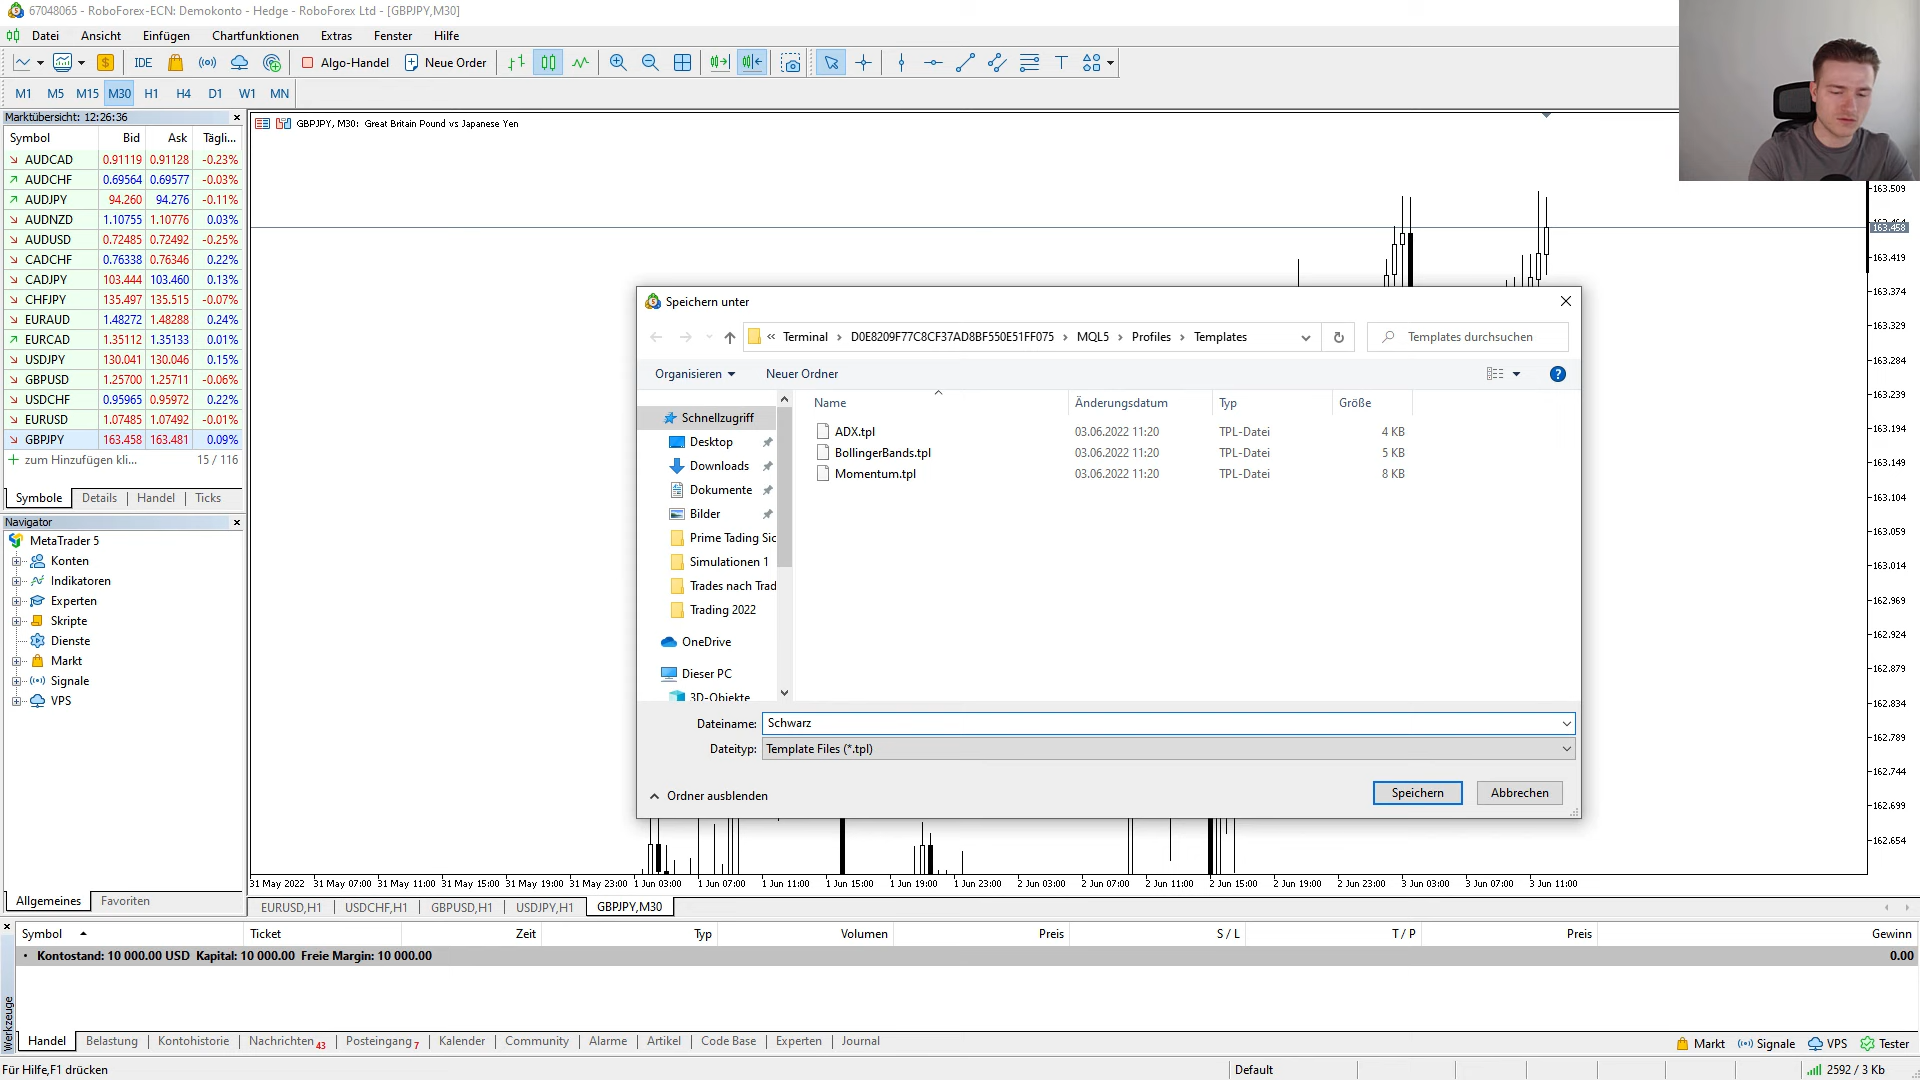 67048065 - RoboForex-ECN: Demokonto - Hedge - RoboForex Ltd - [GBPJPY,M30]
Datei Ansicht Einfügen Chartfunktionen Extras Fenster Hilfe
IDE Algo-Handel New Order
M1 M5 M15 M30 H1 H4 D1 W1 MN
Marktübersicht: 12:26:36
Symbol Bid Ask Tägli...
AUDCAD 0.91119 0.91128 -0.23%
AUDCHF 0.69564 0.69577 -0.03%
AUDJPY 94.260 94.276 -0.11%
AUDNZD 1.10755 1.10776 0.03%
AUDUSD 0.72485 0.72492 -0.25%
CADCHF 0.76338 0.76346 0.22%
CADJPY 103.444 103.460 0.13%
CHFJPY 135.497 135.515 -0.07%
EURAUD 1.48272 1.48288 0.24%
EURCAD 1.35112 1.35133 0.01%
USDJPY 130.041 130.046 0.15%
GBPUSD 1.25700 1.25711 -0.06%
USDCHF 0.95965 0.95972 0.22%
EURUSD 1.07485 1.07492 -0.01%
GBPJPY 163.458 163.481 0.09%
zum Hinzufügen kli... 15 / 116
Symbole Details Handel Ticks
Navigator
MetaTrader 5
Konten
Indikatoren
Experten
Skripte
Dienste
Markt
Signale
VPS
Allgemeines Favoriten
GBPJPY, M30: Great Britain Pound vs Japanese Yen
163.509
163.458
163.419
163.374
163.329
163.284
163.239
163.194
163.149
163.104
163.059
163.014
162.969
162.924
162.879
162.834
162.789
162.744
162.699
162.654
Speichern unter
« Terminal › D0E8209F77C8CF37AD8BF550E51FF075 › MQL5 › Profiles › Templates
Templates durchsuchen
Organisieren Neuer Ordner
Schnellzugriff
Desktop
Downloads
Dokumente
Bilder
Prime Tading Sic
Simulationen 1
Trades nach Trad
Trading 2022
OneDrive
Dieser PC
3D-Objekte
Name Änderungsdatum Typ Größe
ADX.tpl 03.06.2022 11:20 TPL-Datei 4 KB
BollingerBands.tpl 03.06.2022 11:20 TPL-Datei 5 KB
Momentum.tpl 03.06.2022 11:20 TPL-Datei 8 KB
Dateiname: Schwarz
Dateityp: Template Files (*.tpl)
Ordner ausblenden Speichern Abbrechen
31 May 2022 31 May 07:00 31 May 11:00 31 May 15:00 31 May 19:00 31 May 23:00 1 Jun 03:00 1 Jun 07:00 1 Jun 11:00 1 Jun 15:00 1 Jun 19:00 1 Jun 23:00 2 Jun 03:00 2 Jun 07:00 2 Jun 11:00 2 Jun 15:00 2 Jun 19:00 2 Jun 23:00 3 Jun 03:00 3 Jun 07:00 3 Jun 11:00
EURUSD,H1 USDCHF,H1 GBPUSD,H1 USDJPY,H1 GBPJPY,M30
Symbol Ticket Zeit Typ Volumen Preis S / L T / P Preis Gewinn
Kontostand: 10 000.00 USD Kapital: 10 000.00 Freie Margin: 10 000.00 0.00
Werkzeuge
Handel Belastung Kontohistorie Nachrichten 43 Posteingang 7 Kalender Community Alarme Artikel Code Base Experten Journal
Markt Signale VPS Tester
Für Hilfe,F1 drücken Default 2592 / 3 Kb